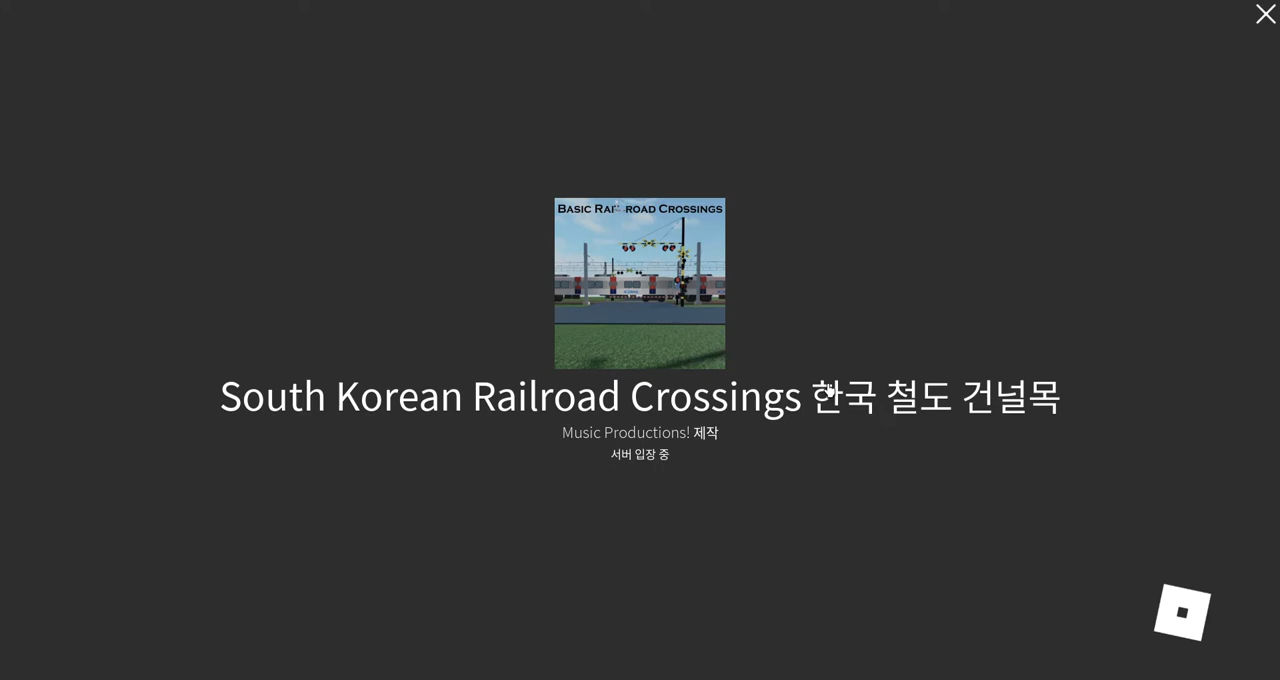 BASIC RAILROAD CROSSINGS
South Korean Railroad Crossings 한국 철도 건널목
Music Productions! 제작
서버 입장 중